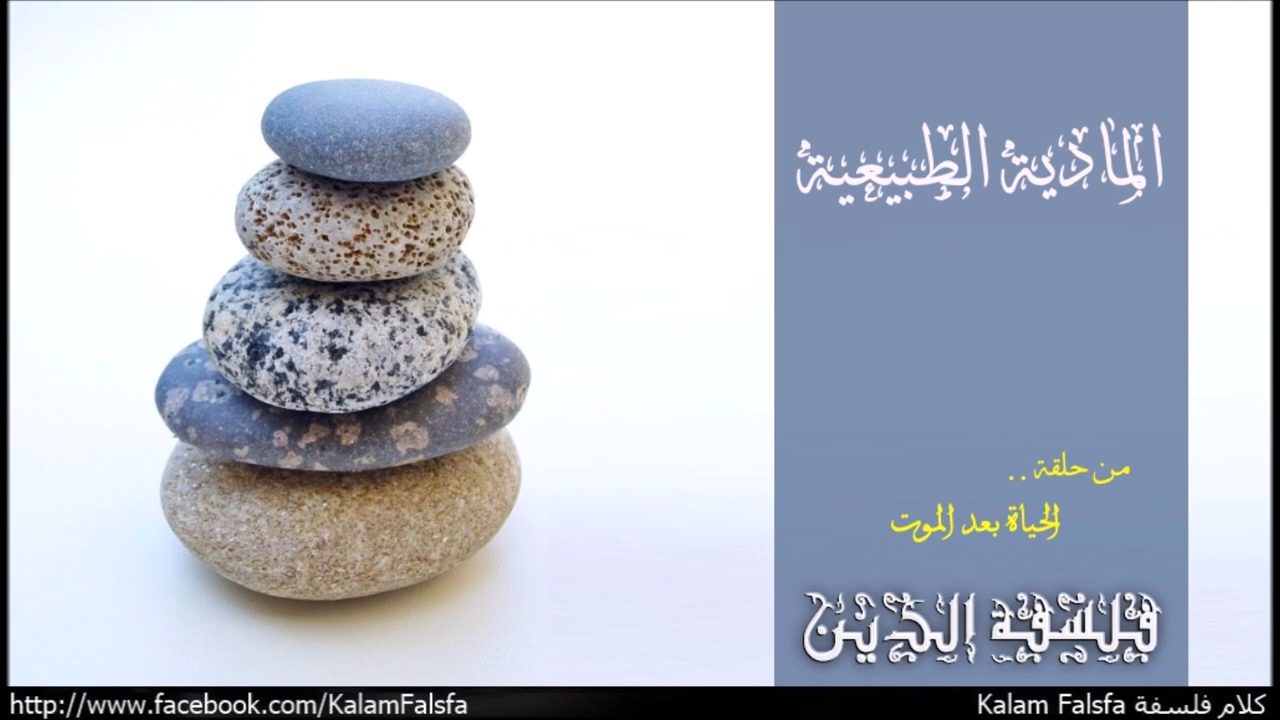 المادية الطبيعية
من حلقة ..
الحياة بعد الموت
فلسفة الدين
http://www.facebook.com/KalamFalsfa
Kalam Falsfa كلام فلسفة